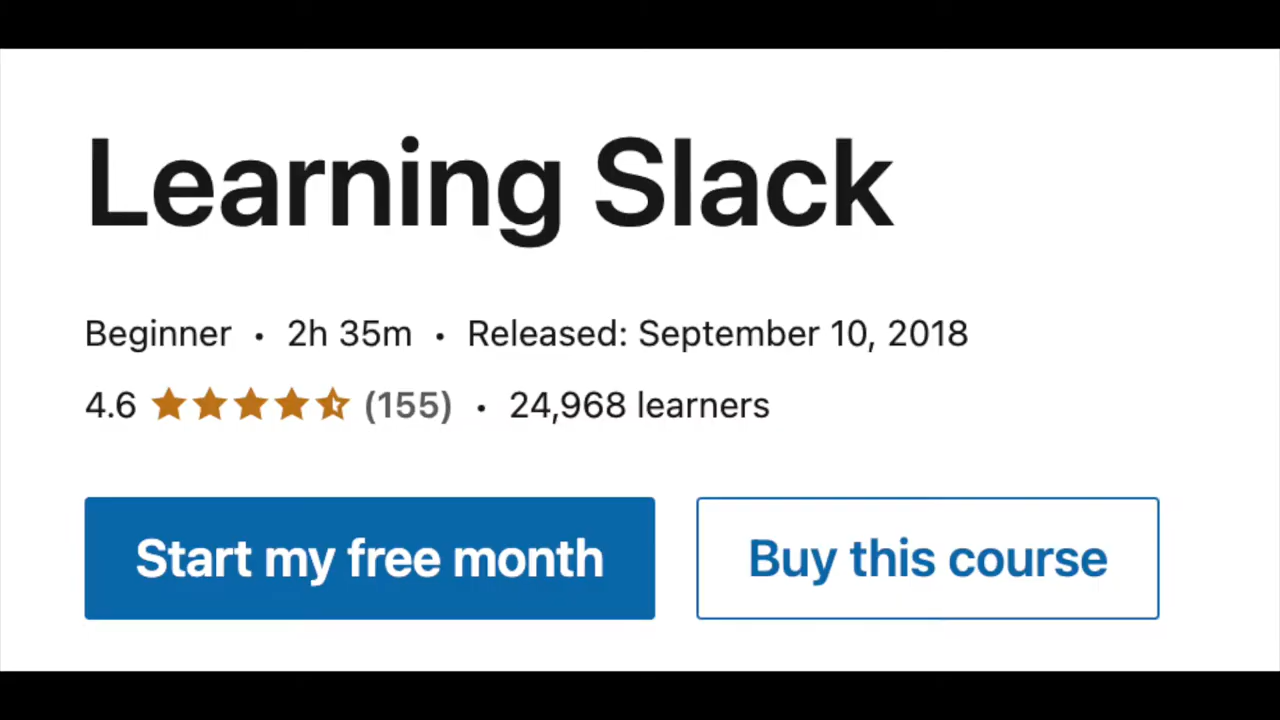 Learning Slack
Beginner • 2h 35m • Released: September 10, 2018
4.6 (155) • 24,968 learners
Start my free month
Buy this course